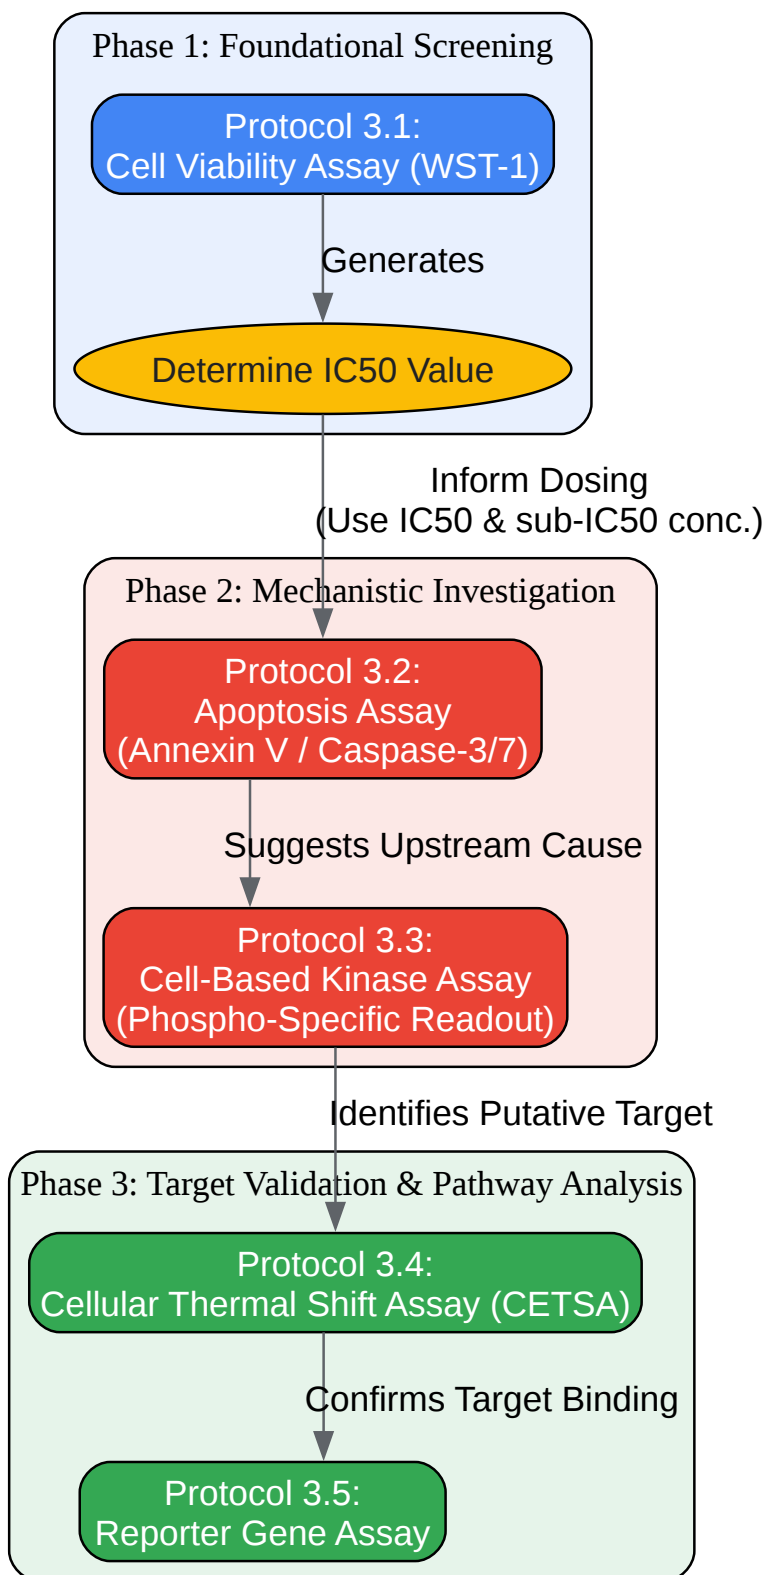 Phase 1: Foundational Screening
Protocol 3.1:
Cell Viability Assay (WST-1)
Generates
Determine IC50 Value
Inform Dosing
(Use IC50 & sub-IC50 conc.)
Phase 2: Mechanistic Investigation
Protocol 3.2:
Apoptosis Assay
(Annexin V / Caspase-3/7)
Suggests Upstream Cause
Protocol 3.3:
Cell-Based Kinase Assay
(Phospho-Specific Readout)
Identifies Putative Target
Phase 3: Target Validation & Pathway Analysis
Protocol 3.4:
Cellular Thermal Shift Assay (CETSA)
Confirms Target Binding
Protocol 3.5:
Reporter Gene Assay